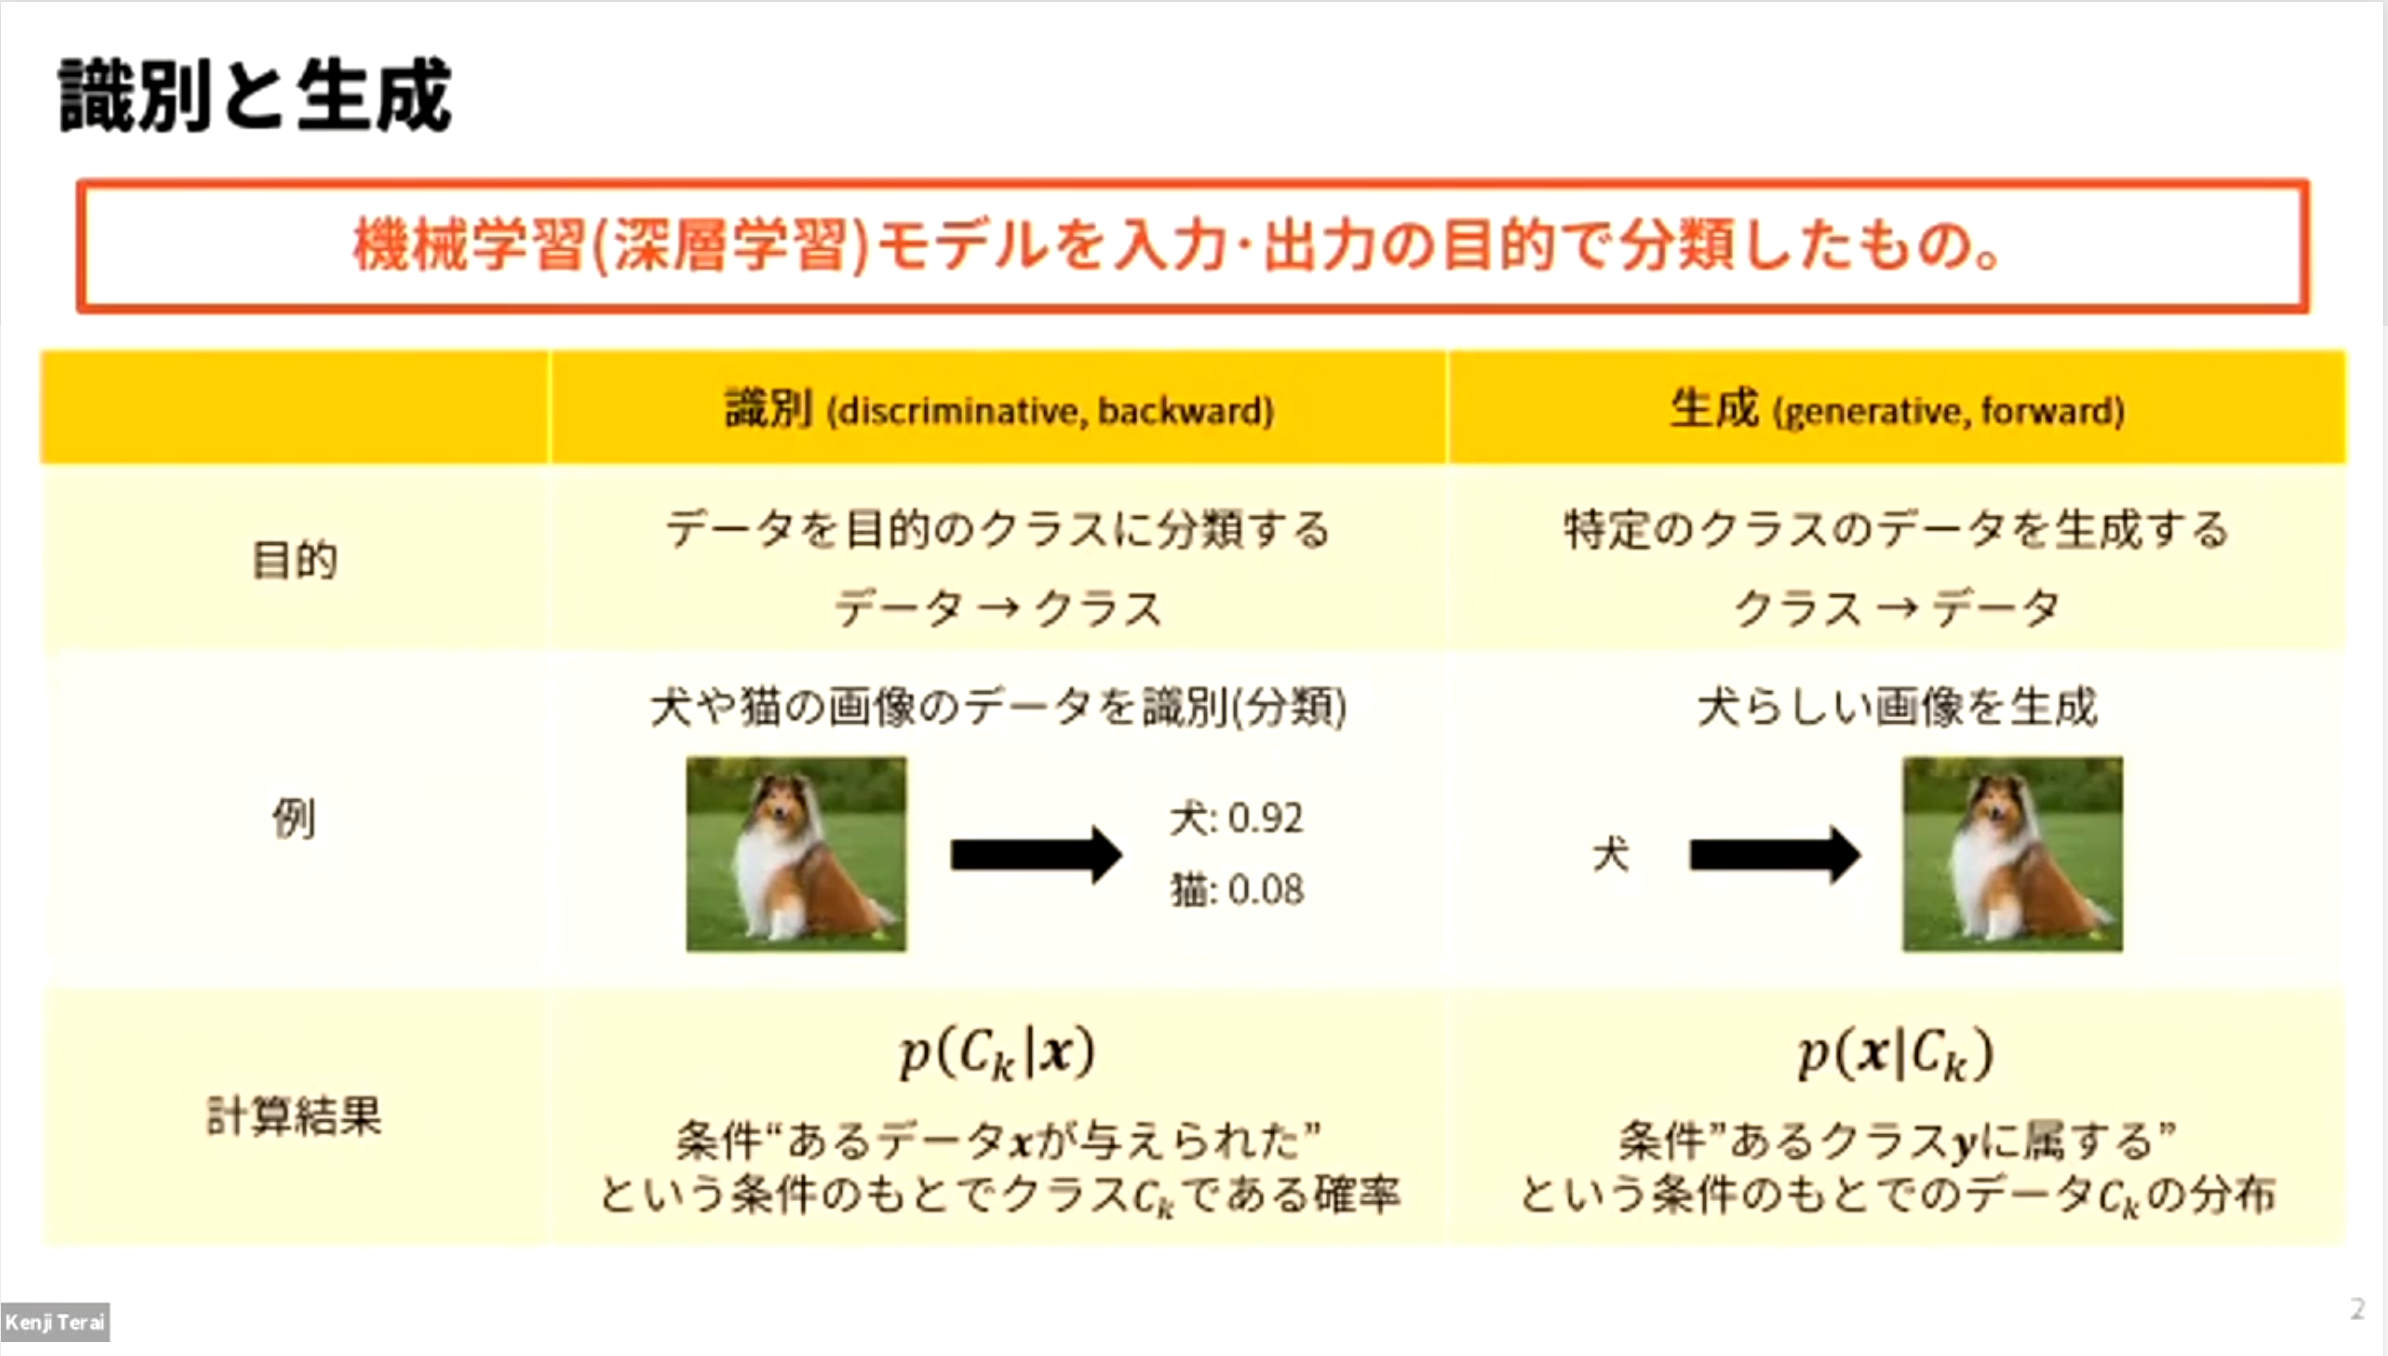 識別と生成
機械学習(深層学習)モデルを入力・出力の目的で分類したもの。
識別 (discriminative, backward)
生成 (generative, forward)
目的
データを目的のクラスに分類する
データ → クラス
特定のクラスのデータを生成する
クラス → データ
例
犬や猫の画像のデータを識別(分類)
犬: 0.92
猫: 0.08
犬らしい画像を生成
犬
計算結果
p(C_k|x)
条件“あるデータxが与えられた”
という条件のもとでクラスC_kである確率
p(x|C_k)
条件”あるクラスyに属する”
という条件のもとでのデータC_kの分布
Kenji Terai
2